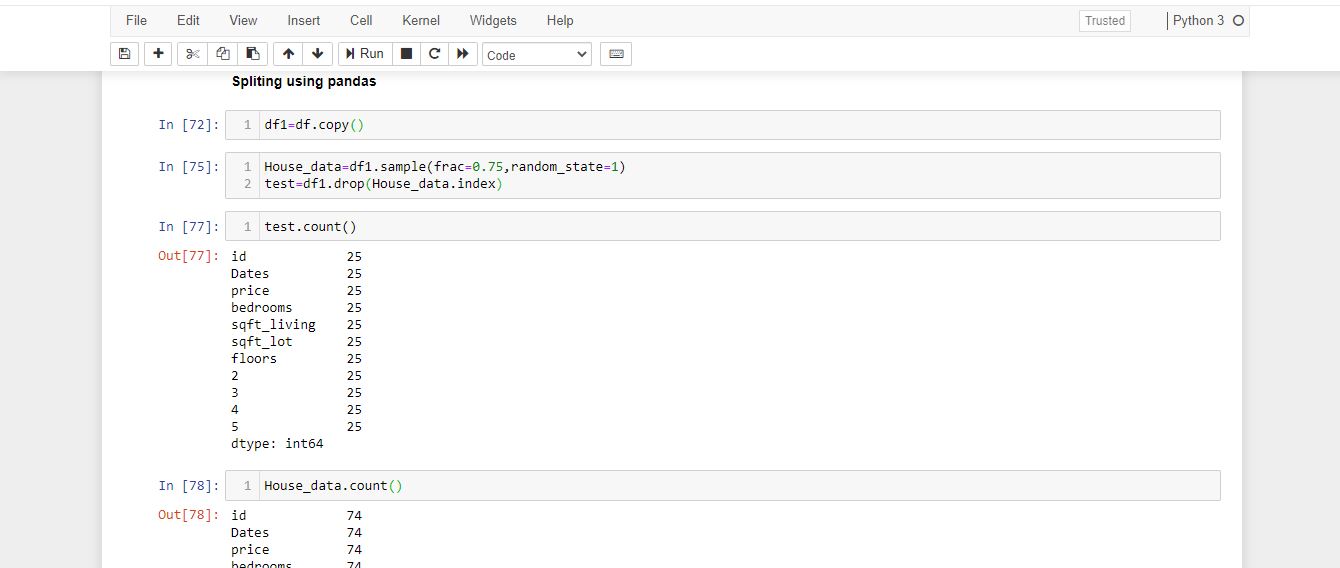 File Edit View Insert Cell Kernel Widgets Help Trusted Python 3
Run Code
Spliting using pandas
In [72]: 1 df1=df.copy()
In [75]: 1 House_data=df1.sample(frac=0.75,random_state=1)
2 test=df1.drop(House_data.index)
In [77]: 1 test.count()
Out[77]: id 25
Dates 25
price 25
bedrooms 25
sqft_living 25
sqft_lot 25
floors 25
2 25
3 25
4 25
5 25
dtype: int64
In [78]: 1 House_data.count()
Out[78]: id 74
Dates 74
price 74
bedrooms 74